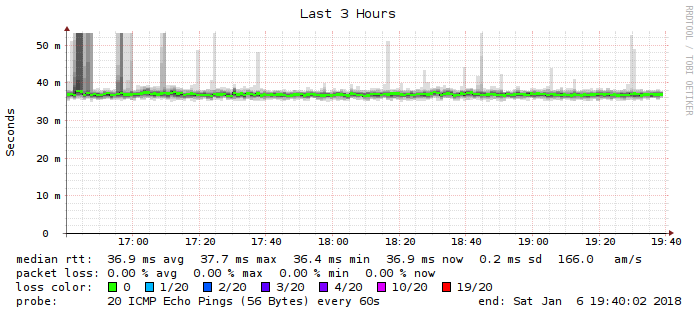 Last 3 Hours
RRDTOOL / TOBI OETIKER
Seconds
50 m
40 m
30 m
20 m
10 m
0
17:00 17:20 17:40 18:00 18:20 18:40 19:00 19:20 19:40
median rtt: 36.9 ms avg 37.7 ms max 36.4 ms min 36.9 ms now 0.2 ms sd 166.0 am/s
packet loss: 0.00 % avg 0.00 % max 0.00 % min 0.00 % now
loss color: 0 1/20 2/20 3/20 4/20 10/20 19/20
probe: 20 ICMP Echo Pings (56 Bytes) every 60s end: Sat Jan 6 19:40:02 2018